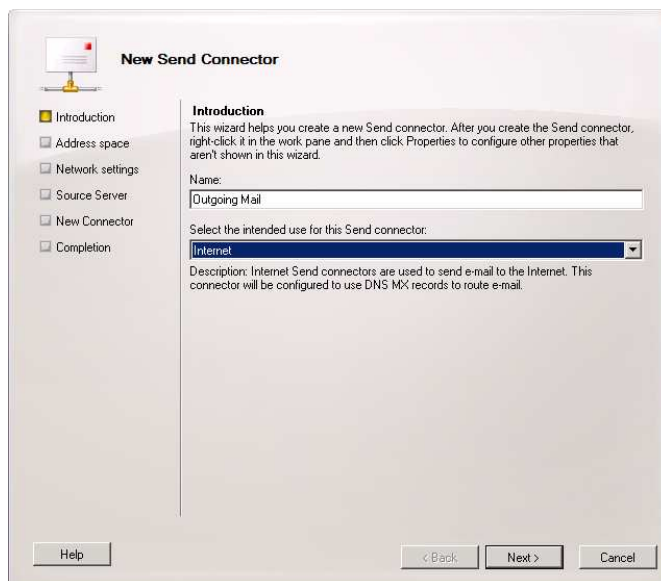 New Send Connector
Introduction
Address space
Network settings
Source Server
New Connector
Completion
Introduction
This wizard helps you create a new Send connector. After you create the Send connector,
right-click it in the work pane and then click Properties to configure other properties that
aren't shown in this wizard.
Name:
Outgoing Mail
Select the intended use for this Send connector:
Internet
Description: Internet Send connectors are used to send e-mail to the Internet. This
connector will be configured to use DNS MX records to route e-mail.
Help
< Back
Next >
Cancel